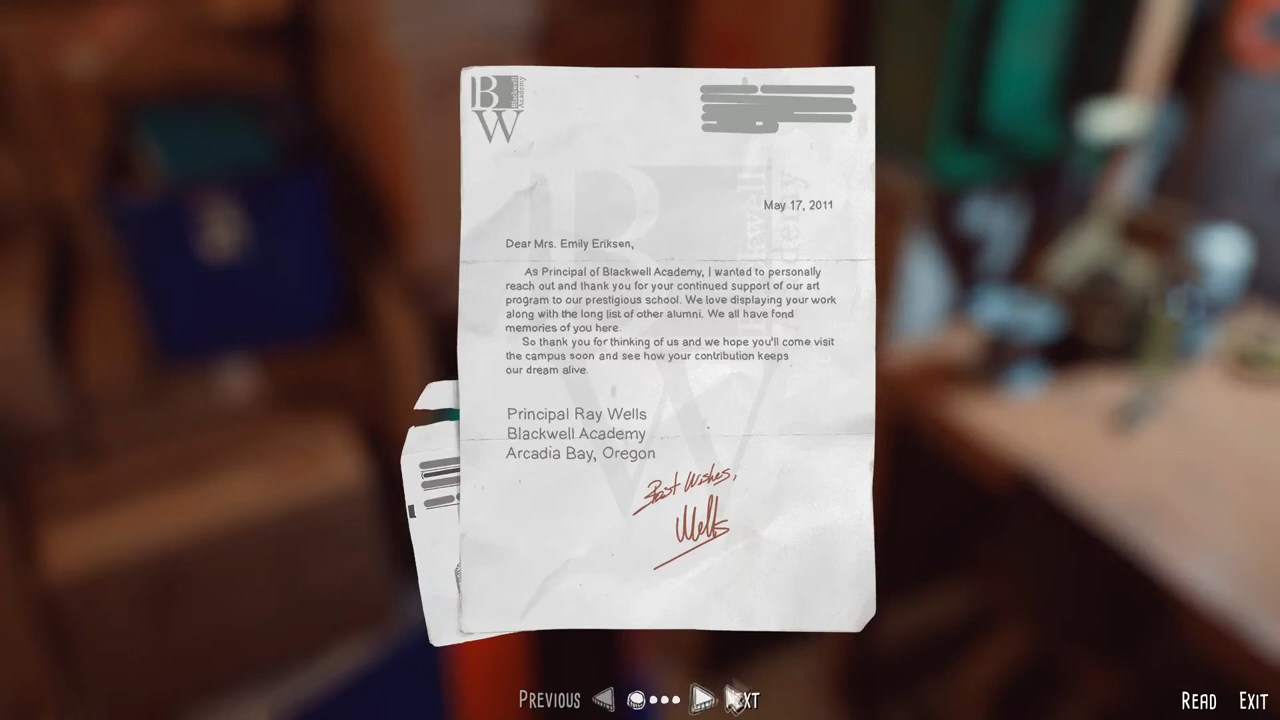 B
Blackwell
Academy
W
May 17, 2011
Dear Mrs. Emily Eriksen,
As Principal of Blackwell Academy, I wanted to personally
reach out and thank you for your continued support of our art
program to our prestigious school. We love displaying your work
along with the long list of other alumni. We all have fond
memories of you here.
So thank you for thinking of us and we hope you'll come visit
the campus soon and see how your contribution keeps
our dream alive.
Principal Ray Wells
Blackwell Academy
Arcadia Bay, Oregon
Best Wishes,
Wells
PREVIOUS
NEXT
READ
EXIT